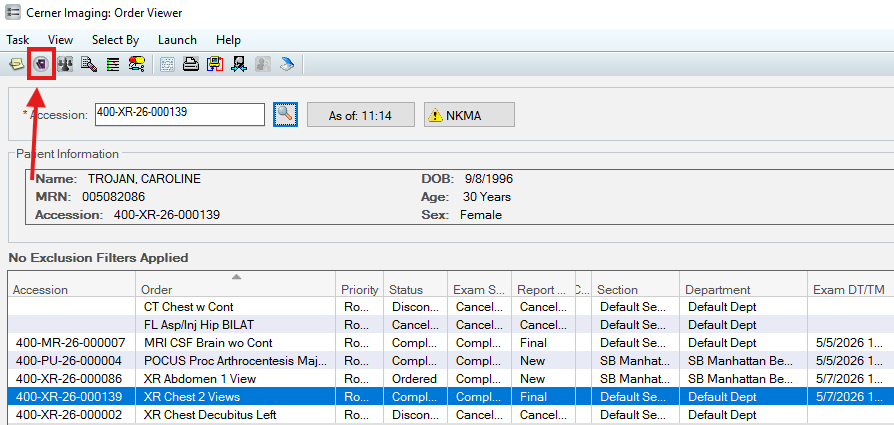 Cerner Imaging: Order Viewer
Task View Select By Launch Help
* Accession: 400-XR-26-000139 As of: 11:14 NKMA
Patient Information
Name: TROJAN, CAROLINE DOB: 9/8/1996
MRN: 005082086 Age: 30 Years
Accession: 400-XR-26-000139 Sex: Female
No Exclusion Filters Applied
Accession Order Priority Status Exam S... Report ... C... Section Department Exam DT/TM
CT Chest w Cont Ro... Discon... Cancel... Cancel... Default Se... Default Dept
FL Asp/Inj Hip BILAT Ro... Cancel... Cancel... Cancel... Default Se... Default Dept
400-MR-26-000007 MRI CSF Brain wo Cont Ro... Compl... Compl... Final Default Se... Default Dept 5/5/2026 1...
400-PU-26-000004 POCUS Proc Arthrocentesis Maj... Ro... Compl... Compl... New SB Manhat... SB Manhattan Be... 5/5/2026 1...
400-XR-26-000086 XR Abdomen 1 View Ro... Ordered Compl... New SB Manhat... SB Manhattan Be... 5/7/2026 1...
400-XR-26-000139 XR Chest 2 Views Ro... Compl... Compl... Final Default Se... Default Dept 5/7/2026 1...
400-XR-26-000002 XR Chest Decubitus Left Ro... Discon... Cancel... Cancel... Default Se... Default Dept